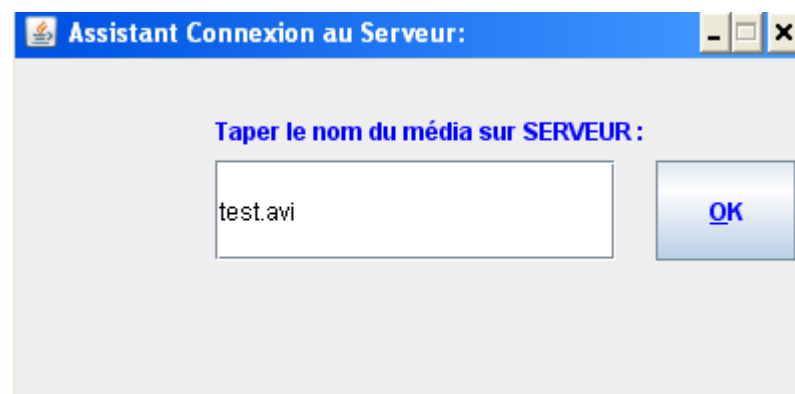 Assistant Connexion au Serveur:
Taper le nom du média sur SERVEUR :
test.avi
OK